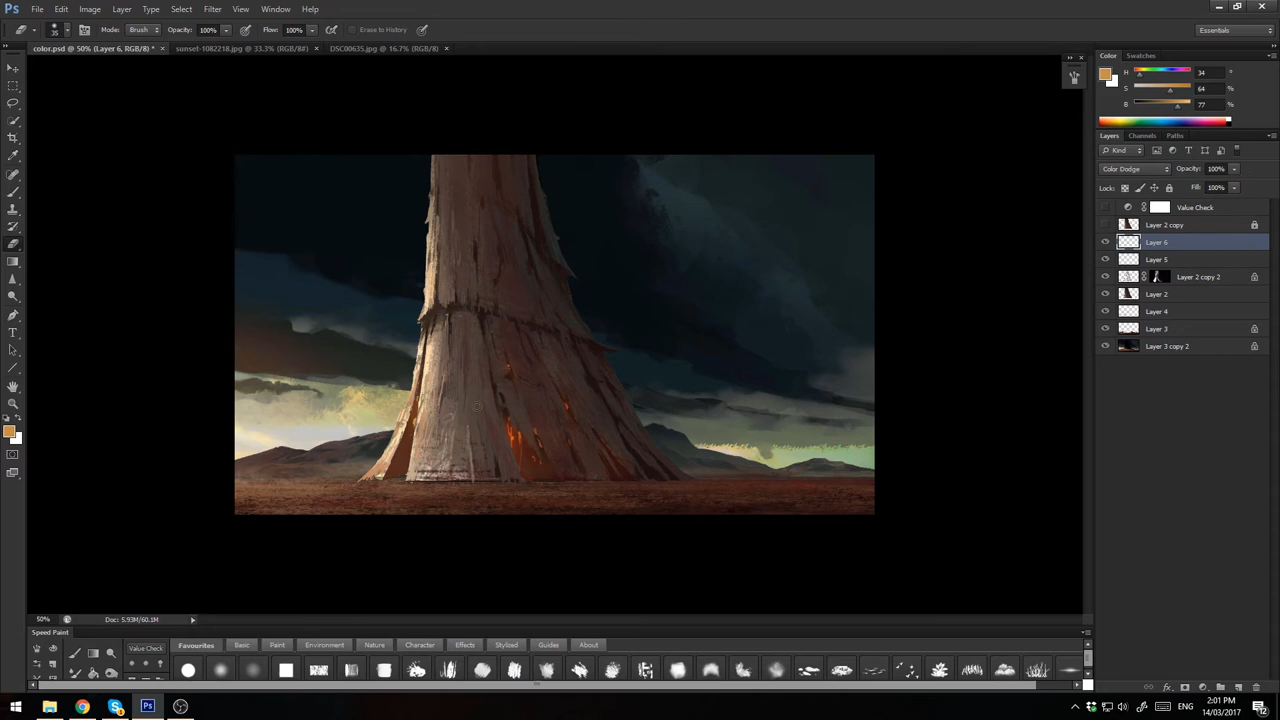 Ps File Edit Image Layer Type Select Filter View Window Help
35 Mode: Brush Opacity: 100% Flow: 100% Erase to History Essentials
color.psd @ 50% (Layer 6, RGB/8) * × sunset-1082218.jpg @ 33.3% (RGB/8#) × DSC00635.jpg @ 16.7% (RGB/8) ×
Color Swatches
H 34 °
S 64 %
B 77 %
Layers Channels Paths
Kind
Color Dodge Opacity: 100%
Lock: Fill: 100%
Value Check
Layer 2 copy
Layer 6
Layer 5
Layer 2 copy 2
Layer 2
Layer 4
Layer 3
Layer 3 copy 2
50% Doc: 5.93M/60.1M
Speed Paint
Value Check Favourites Basic Paint Environment Nature Character Effects Stylized Guides About
fx
Ps ENG 2:01 PM
14/03/2017 12